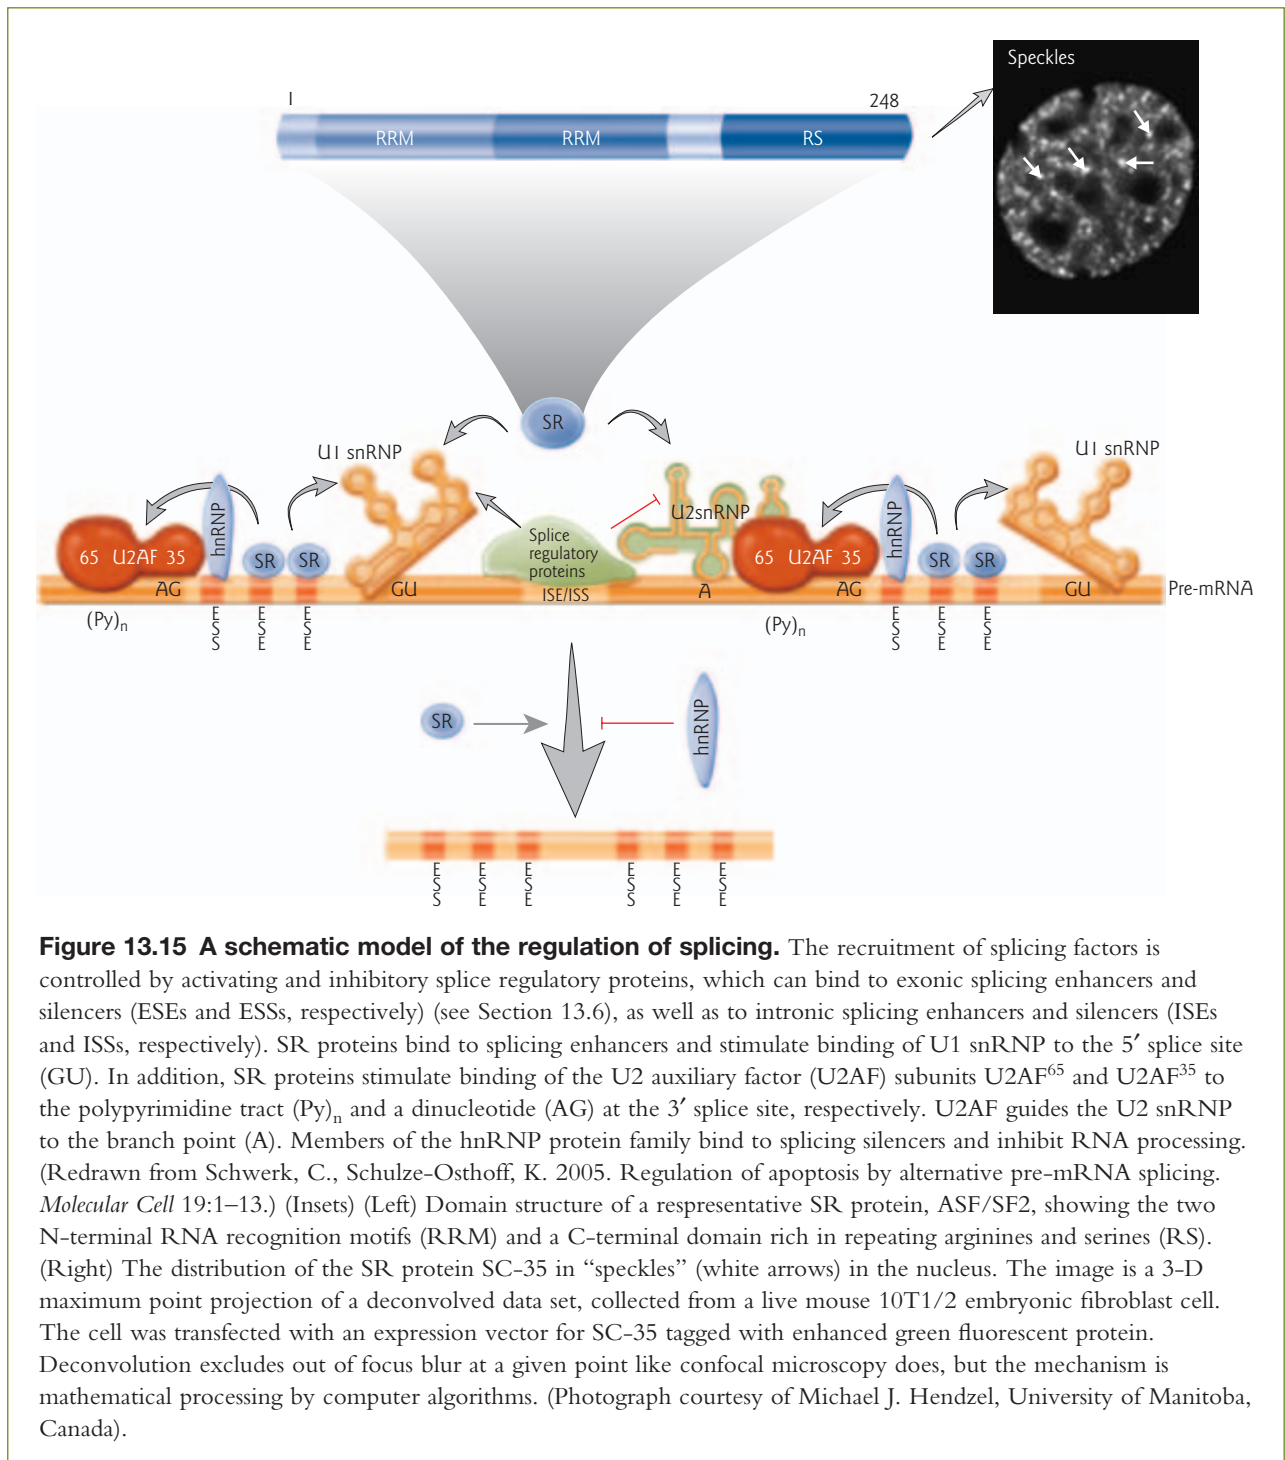 Speckles
1 248
RRM RRM RS
SR
U1 snRNP U1 snRNP
U2snRNP
hnRNP hnRNP
65 U2AF 35 SR SR Splice regulatory proteins 65 U2AF 35 SR SR
AG GU ISE/ISS A AG GU Pre-mRNA
(Py)n ESS ESE ESE (Py)n ESS ESE ESE
SR hnRNP
ESS ESE ESE ESS ESE ESE
Figure 13.15 A schematic model of the regulation of splicing. The recruitment of splicing factors is
controlled by activating and inhibitory splice regulatory proteins, which can bind to exonic splicing enhancers and
silencers (ESEs and ESSs, respectively) (see Section 13.6), as well as to intronic splicing enhancers and silencers (ISEs
and ISSs, respectively). SR proteins bind to splicing enhancers and stimulate binding of U1 snRNP to the 5′ splice site
(GU). In addition, SR proteins stimulate binding of the U2 auxiliary factor (U2AF) subunits U2AF65 and U2AF35 to
the polypyrimidine tract (Py)n and a dinucleotide (AG) at the 3′ splice site, respectively. U2AF guides the U2 snRNP
to the branch point (A). Members of the hnRNP protein family bind to splicing silencers and inhibit RNA processing.
(Redrawn from Schwerk, C., Schulze-Osthoff, K. 2005. Regulation of apoptosis by alternative pre-mRNA splicing.
Molecular Cell 19:1–13.) (Insets) (Left) Domain structure of a respresentative SR protein, ASF/SF2, showing the two
N-terminal RNA recognition motifs (RRM) and a C-terminal domain rich in repeating arginines and serines (RS).
(Right) The distribution of the SR protein SC-35 in “speckles” (white arrows) in the nucleus. The image is a 3-D
maximum point projection of a deconvolved data set, collected from a live mouse 10T1/2 embryonic fibroblast cell.
The cell was transfected with an expression vector for SC-35 tagged with enhanced green fluorescent protein.
Deconvolution excludes out of focus blur at a given point like confocal microscopy does, but the mechanism is
mathematical processing by computer algorithms. (Photograph courtesy of Michael J. Hendzel, University of Manitoba,
Canada).